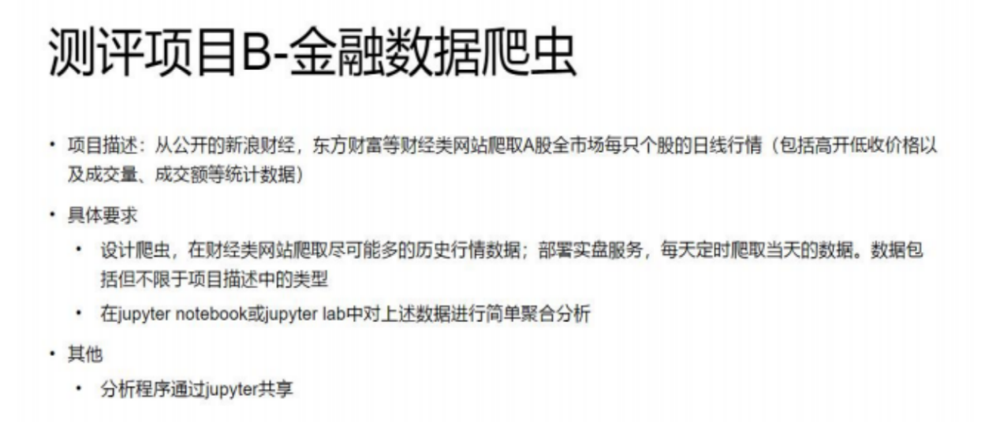 测评项目B-金融数据爬虫
• 项目描述：从公开的新浪财经，东方财富等财经类网站爬取A股全市场每只个股的日线行情（包括高开低收价格以
及成交量、成交额等统计数据）
• 具体要求
• 设计爬虫，在财经类网站爬取尽可能多的历史行情数据；部署实盘服务，每天定时爬取当天的数据。数据包
括但不限于项目描述中的类型
• 在jupyter notebook或jupyter lab中对上述数据进行简单聚合分析
• 其他
• 分析程序通过jupyter共享